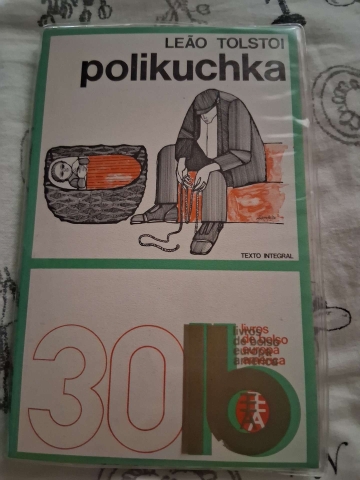 LEÃO TOLSTOI
polikuchka
TEXTO INTEGRAL
30
lb
livros
de bolso
europa
américa